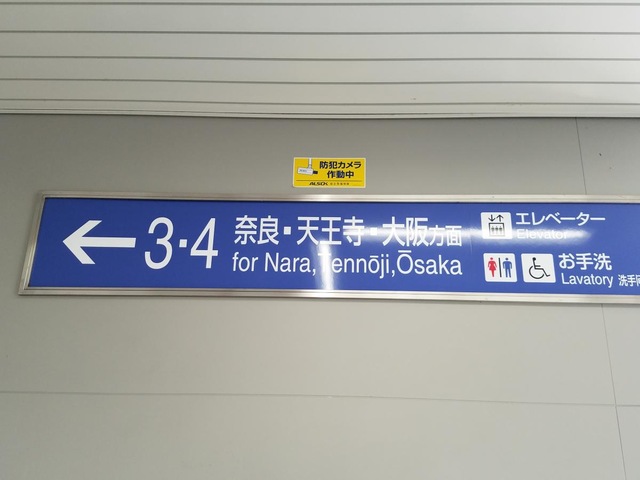 防犯カメラ
作動中
ALSOK
3·4 奈良・天王寺・大阪方面
for Nara, Tennōji, Ōsaka
エレベーター
Elevator
お手洗
Lavatory 洗手间